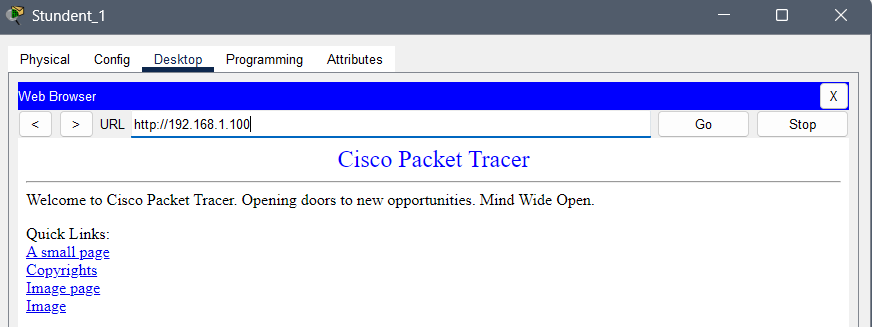 Stundent_1
Physical Config Desktop Programming Attributes
Web Browser X
< > URL http://192.168.1.100 Go Stop
Cisco Packet Tracer
Welcome to Cisco Packet Tracer. Opening doors to new opportunities. Mind Wide Open.
Quick Links:
A small page
Copyrights
Image page
Image